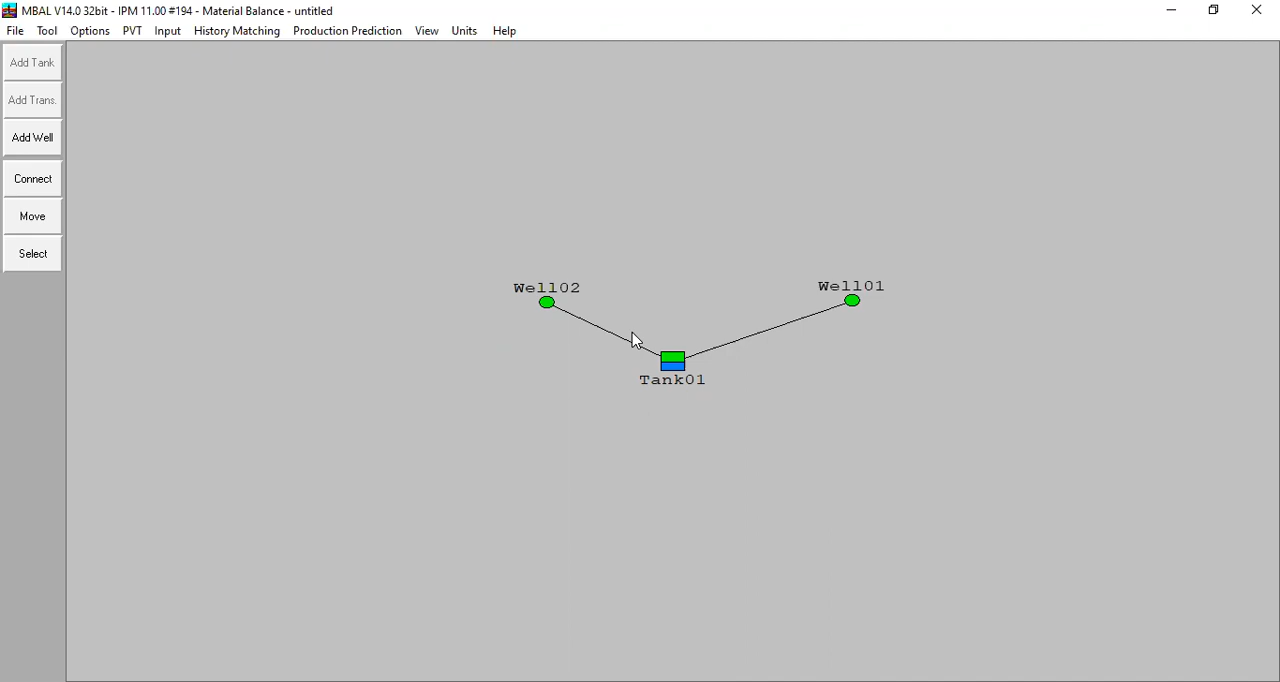 MBAL V14.0 32bit - IPM 11.00 #194 - Material Balance - untitled
File Tool Options PVT Input History Matching Production Prediction View Units Help
Add Tank
Add Trans.
Add Well
Connect
Move
Select
Well02
Well01
Tank01